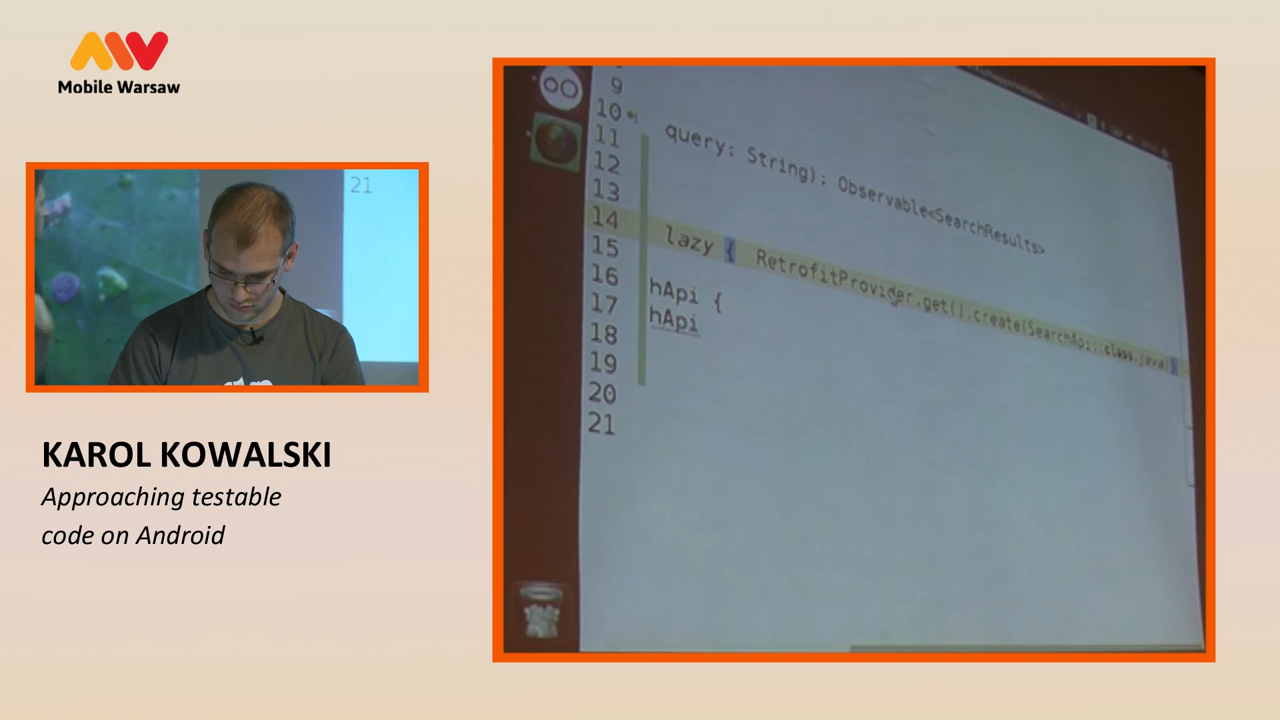 Mobile Warsaw
21
KAROL KOWALSKI
Approaching testable
code on Android
9
10
11 query: String): Observable<SearchResults>
12
13
14 lazy { RetrofitProvider.get().create(SearchApi::class.java) }
15
16 hApi {
17 hApi
18
19
20
21